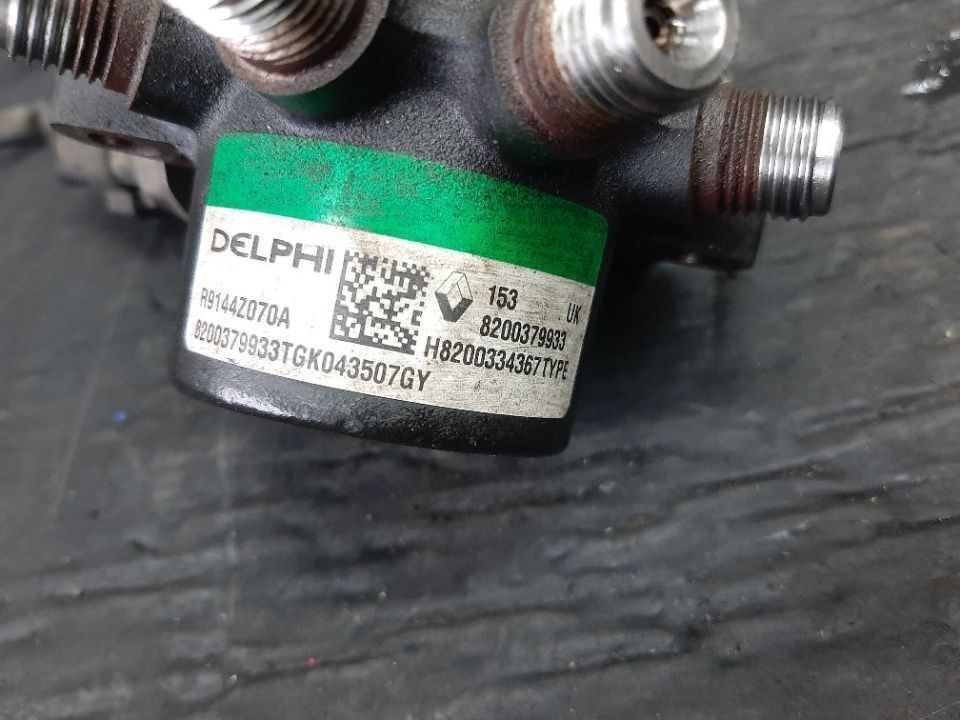 DELPHI
R9144Z070A
153 UK
8200379933
H8200334367TYPE
8200379933TGK043507GY